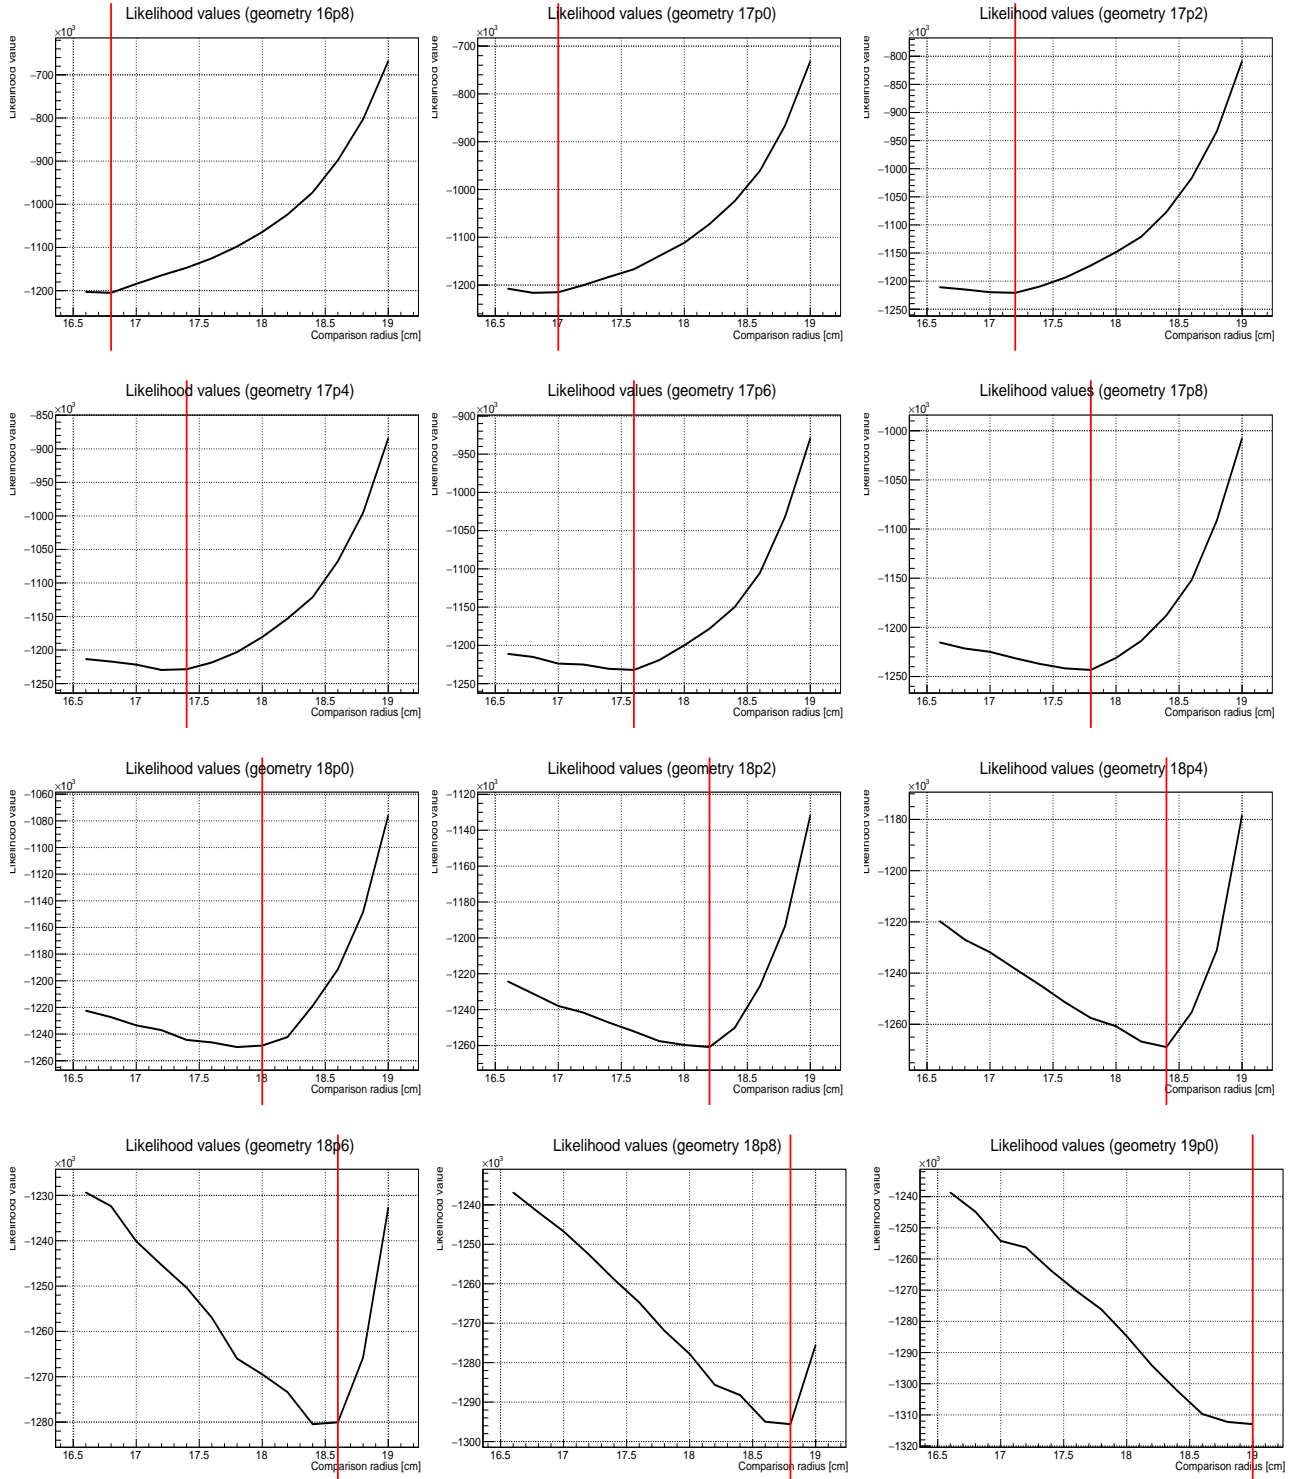 Likelihood values (geometry 16p8)
×10³
Likelihood value
−700
−800
−900
−1000
−1100
−1200
16.5 17 17.5 18 18.5 19
Comparison radius [cm]
Likelihood values (geometry 17p0)
×10³
Likelihood value
−700
−800
−900
−1000
−1100
−1200
16.5 17 17.5 18 18.5 19
Comparison radius [cm]
Likelihood values (geometry 17p2)
×10³
Likelihood value
−800
−850
−900
−950
−1000
−1050
−1100
−1150
−1200
−1250
16.5 17 17.5 18 18.5 19
Comparison radius [cm]
Likelihood values (geometry 17p4)
×10³
Likelihood value
−850
−900
−950
−1000
−1050
−1100
−1150
−1200
−1250
16.5 17 17.5 18 18.5 19
Comparison radius [cm]
Likelihood values (geometry 17p6)
×10³
Likelihood value
−900
−950
−1000
−1050
−1100
−1150
−1200
−1250
16.5 17 17.5 18 18.5 19
Comparison radius [cm]
Likelihood values (geometry 17p8)
×10³
Likelihood value
−1000
−1050
−1100
−1150
−1200
−1250
16.5 17 17.5 18 18.5 19
Comparison radius [cm]
Likelihood values (geometry 18p0)
×10³
Likelihood value
−1060
−1080
−1100
−1120
−1140
−1160
−1180
−1200
−1220
−1240
−1260
16.5 17 17.5 18 18.5 19
Comparison radius [cm]
Likelihood values (geometry 18p2)
×10³
Likelihood value
−1120
−1140
−1160
−1180
−1200
−1220
−1240
−1260
16.5 17 17.5 18 18.5 19
Comparison radius [cm]
Likelihood values (geometry 18p4)
×10³
Likelihood value
−1180
−1200
−1220
−1240
−1260
16.5 17 17.5 18 18.5 19
Comparison radius [cm]
Likelihood values (geometry 18p6)
×10³
Likelihood value
−1230
−1240
−1250
−1260
−1270
−1280
16.5 17 17.5 18 18.5 19
Comparison radius [cm]
Likelihood values (geometry 18p8)
×10³
Likelihood value
−1240
−1250
−1260
−1270
−1280
−1290
−1300
16.5 17 17.5 18 18.5 19
Comparison radius [cm]
Likelihood values (geometry 19p0)
×10³
Likelihood value
−1240
−1250
−1260
−1270
−1280
−1290
−1300
−1310
−1320
16.5 17 17.5 18 18.5 19
Comparison radius [cm]